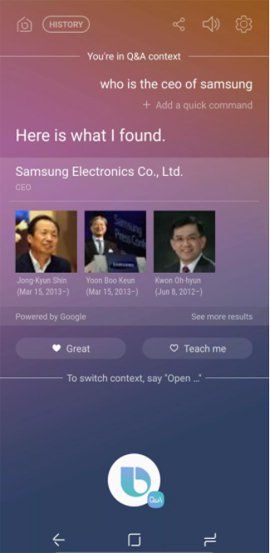 HISTORY
You're in Q&A context
who is the ceo of samsung
+ Add a quick command
Here is what I found.
Samsung Electronics Co., Ltd.
CEO
Jong-Kyun Shin
(Mar 15, 2013~)
Yoon Boo Keun
(Mar 15, 2013~)
Kwon Oh-hyun
(Jun 8, 2012~)
Powered by Google
See more results
Great
Teach me
To switch context, say "Open ..."
Q&A